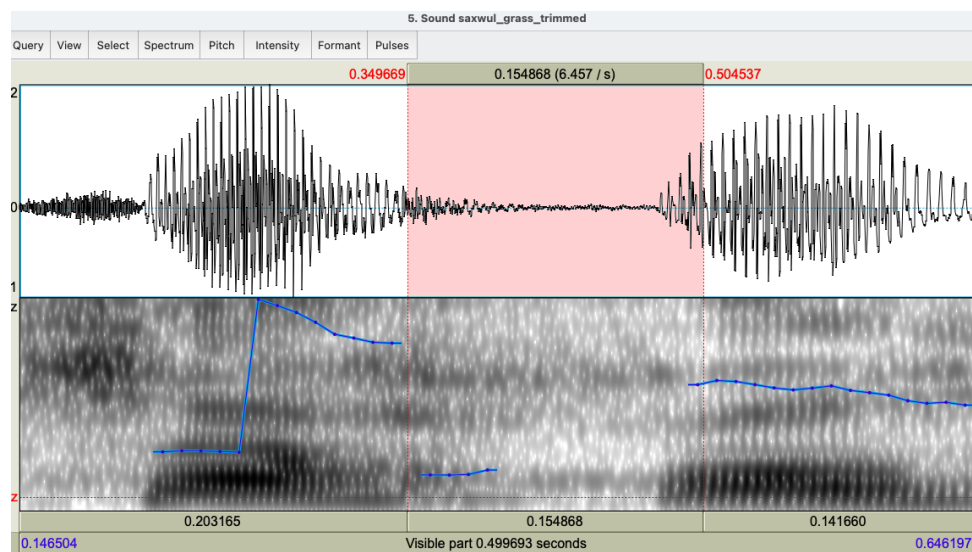 5. Sound saxwul_grass_trimmed
Query View Select Spectrum Pitch Intensity Formant Pulses
0.349669 0.154868 (6.457 / s) 0.504537
2
0
1
z
z
0.203165 0.154868 0.141660
0.146504 Visible part 0.499693 seconds 0.646197